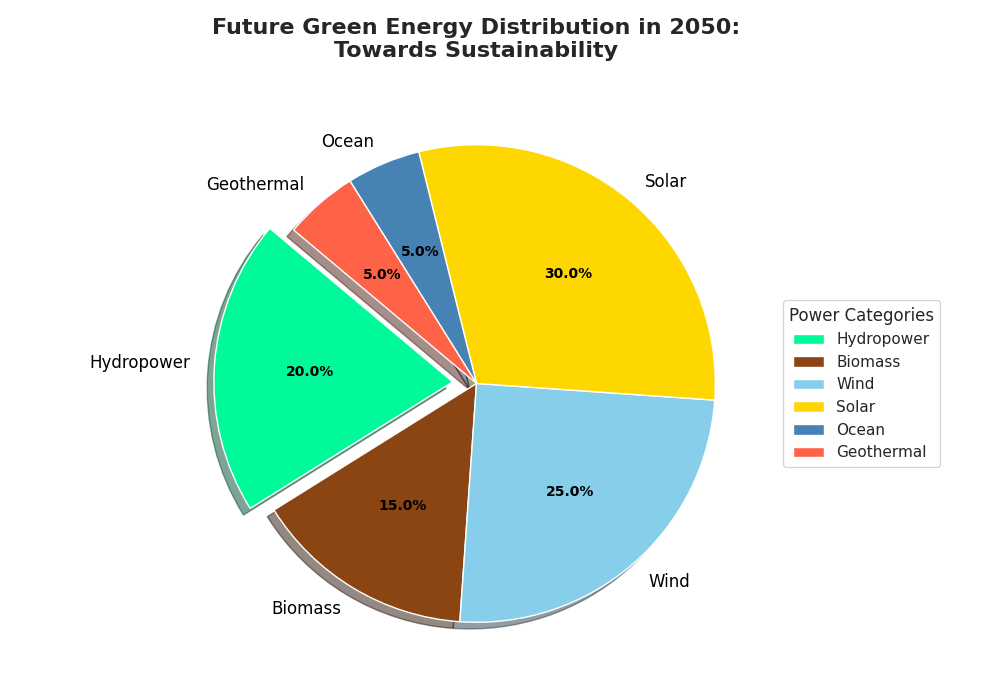 Future Green Energy Distribution in 2050:
Towards Sustainability
Ocean
Geothermal
Solar
5.0%
5.0%
30.0%
Hydropower
20.0%
15.0%
25.0%
Biomass
Wind
Power Categories
Hydropower
Biomass
Wind
Solar
Ocean
Geothermal